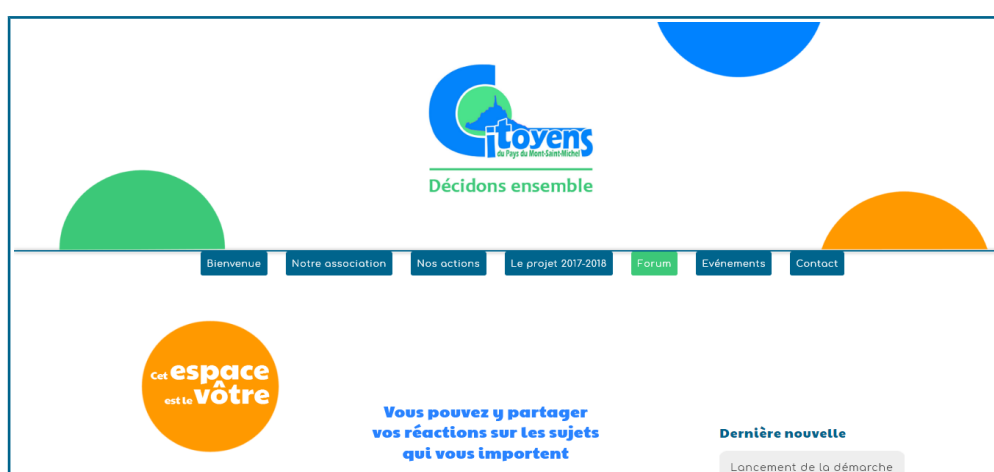 Citoyens
du Pays du Mont-Saint-Michel
Décidons ensemble
Bienvenue
Notre association
Nos actions
Le projet 2017-2018
Forum
Evénements
Contact
Cet espace
est le vôtre
Vous pouvez y partager
vos réactions sur les sujets
qui vous importent
Dernière nouvelle
Lancement de la démarche